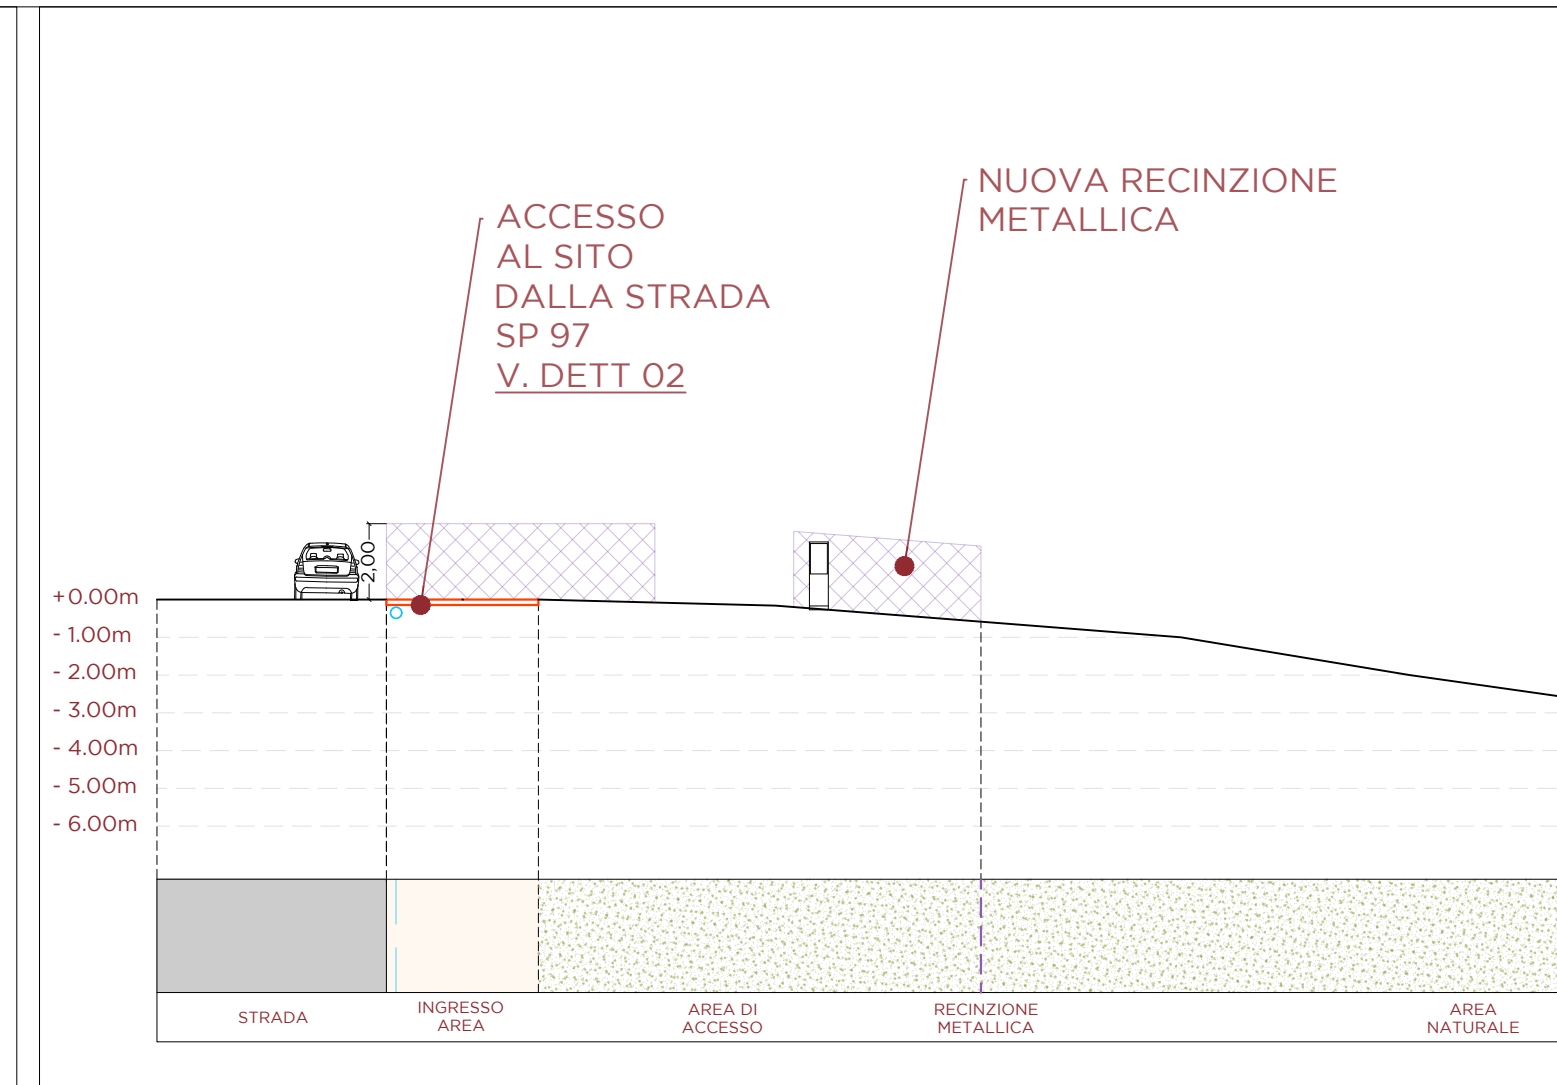 NUOVA RECINZIONE
METALLICA
ACCESSO
AL SITO
DALLA STRADA
SP 97
V. DETT 02
2,00
+0.00m
- 1.00m
- 2.00m
- 3.00m
- 4.00m
- 5.00m
- 6.00m
STRADA
INGRESSO
AREA
AREA DI
ACCESSO
RECINZIONE
METALLICA
AREA
NATURALE